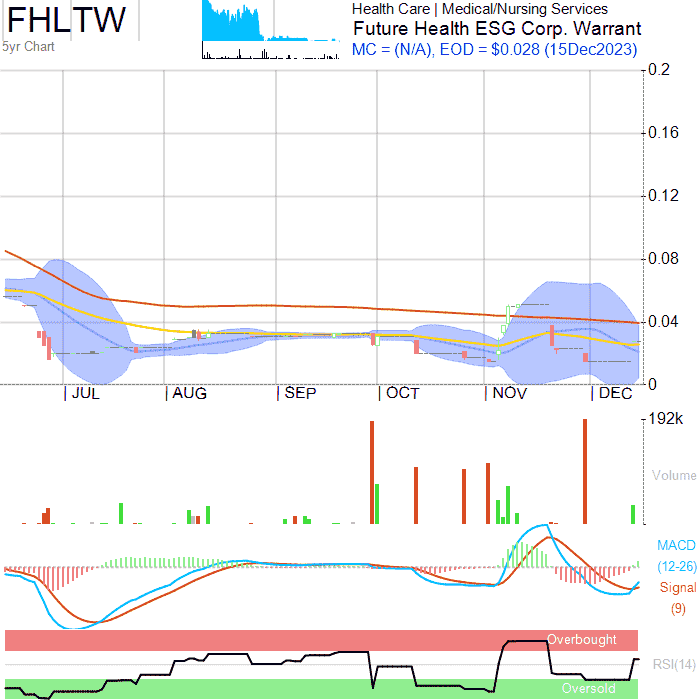 FHLTW
5yr Chart
Health Care | Medical/Nursing Services
Future Health ESG Corp. Warrant
MC = (N/A), EOD = $0.028 (15Dec2023)
0.2
0.16
0.12
0.08
0.04
0
JUL
AUG
SEP
OCT
NOV
DEC
192k
Volume
MACD
(12-26)
Signal
(9)
Overbought
RSI(14)
Oversold